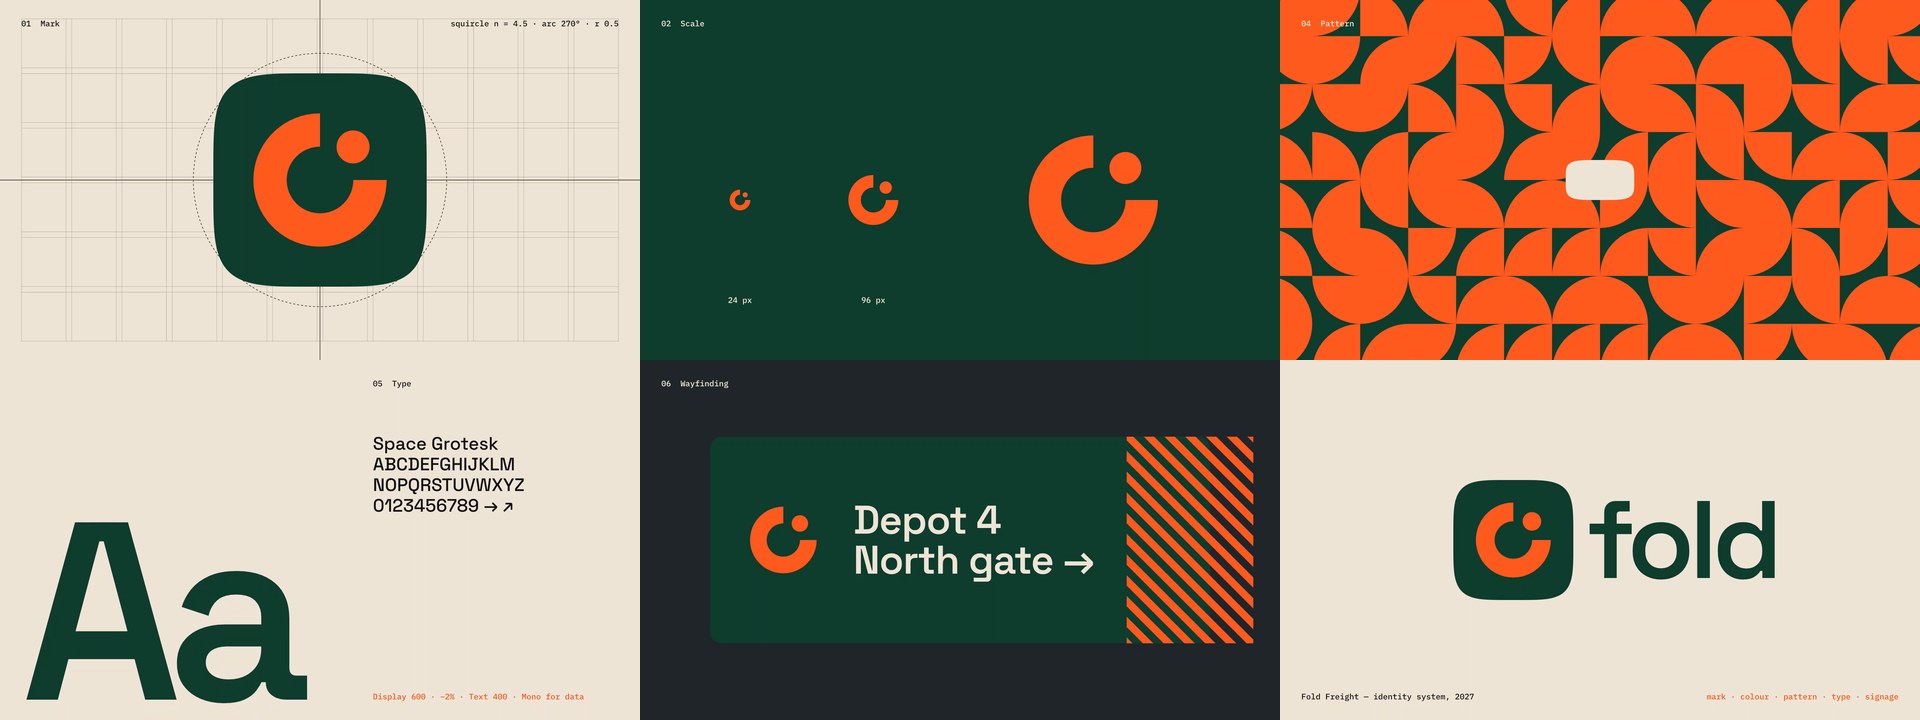 01 Mark
squircle n = 4.5 · arc 270° · r 0.5
02 Scale
24 px
96 px
04 Pattern
05 Type
Space Grotesk
ABCDEFGHIJKLM
NOPQRSTUVWXYZ
0123456789 → ↗
Aa
Display 600 · −2% · Text 400 · Mono for data
06 Wayfinding
Depot 4
North gate →
fold
Fold Freight — identity system, 2027
mark · colour · pattern · type · signage